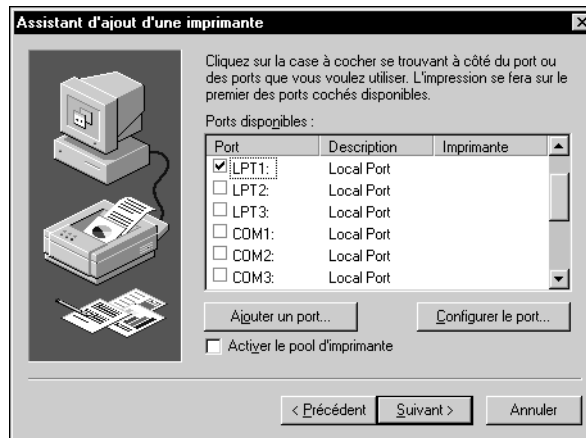 Assistant d'ajout d'une imprimante
Cliquez sur la case à cocher se trouvant à côté du port ou
des ports que vous voulez utiliser. L'impression se fera sur le
premier des ports cochés disponibles.
Ports disponibles :
Port Description Imprimante
LPT1: Local Port
LPT2: Local Port
LPT3: Local Port
COM1: Local Port
COM2: Local Port
COM3: Local Port
Ajouter un port... Configurer le port...
Activer le pool d'imprimante
< Précédent Suivant > Annuler